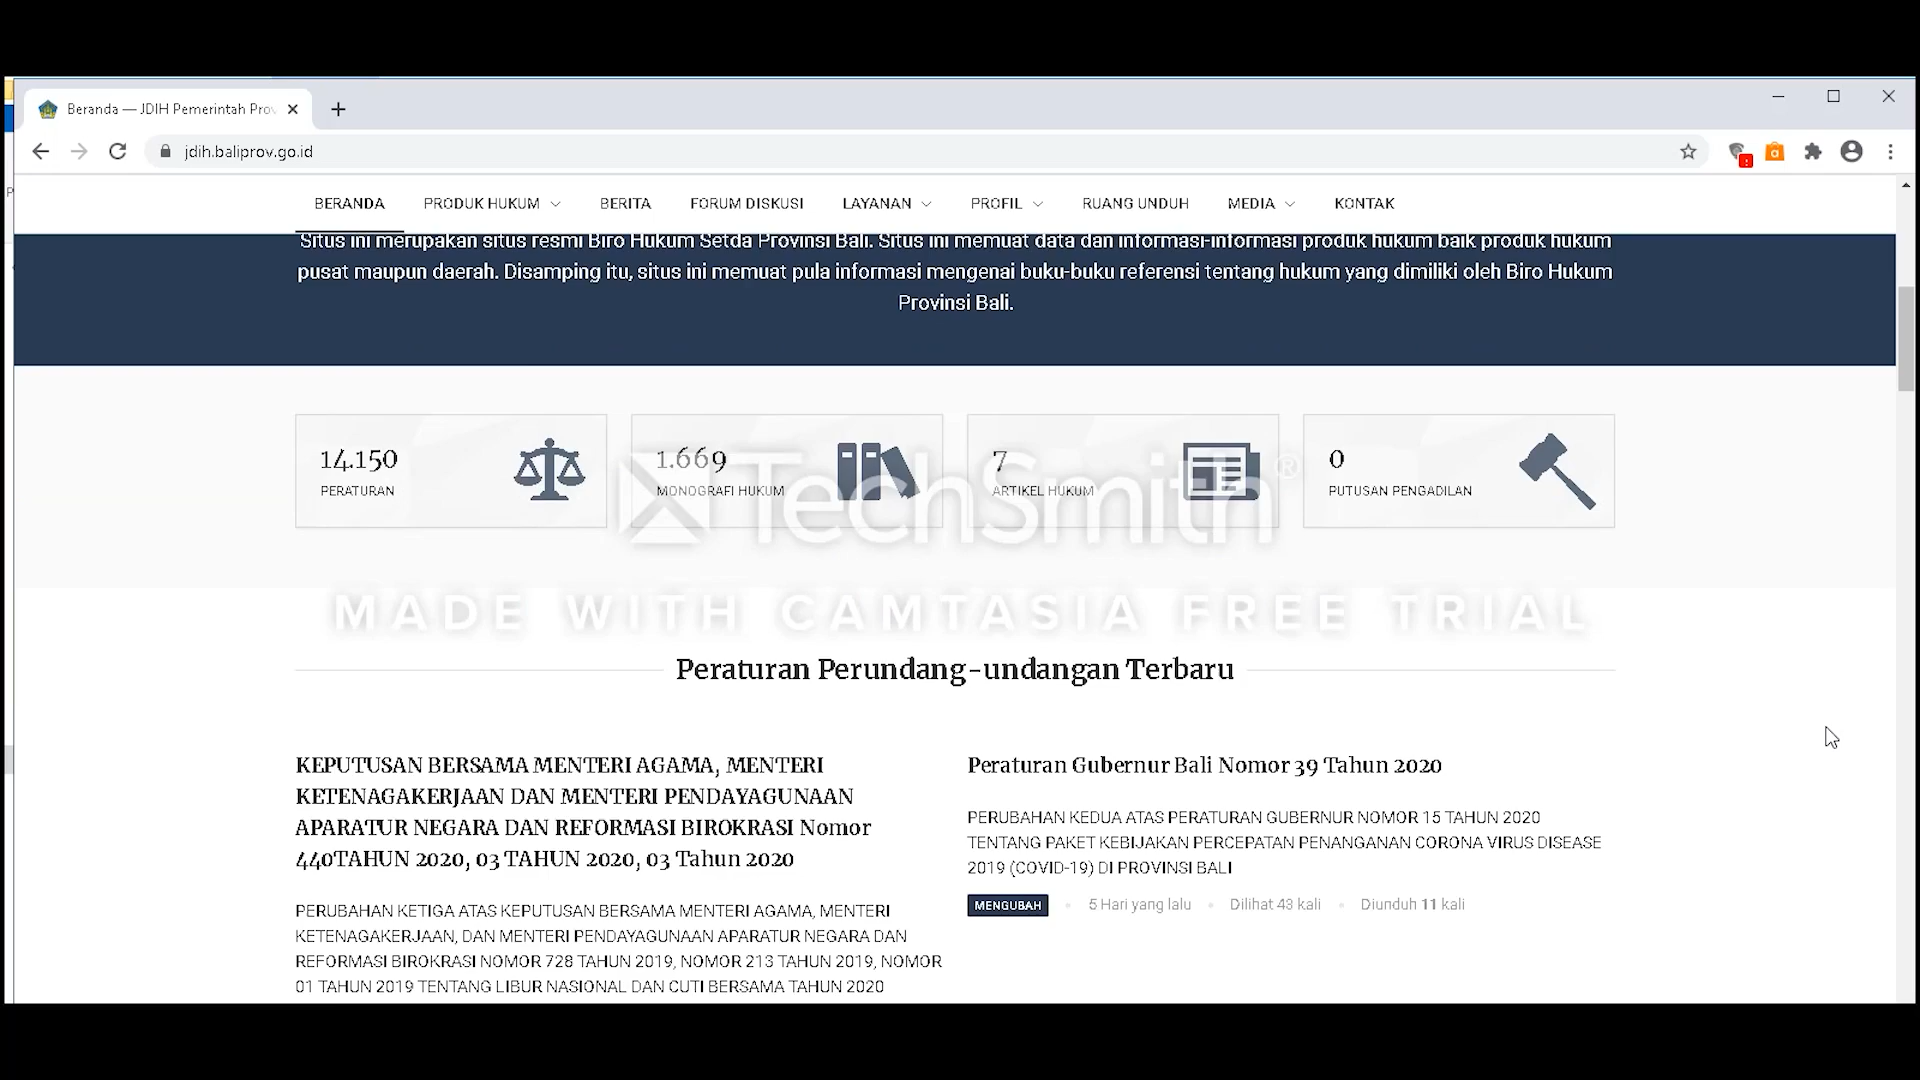 Beranda — JDIH Pemerintah Prov
jdih.baliprov.go.id
BERANDA PRODUK HUKUM BERITA FORUM DISKUSI LAYANAN PROFIL RUANG UNDUH MEDIA KONTAK
Situs ini merupakan situs resmi Biro Hukum Setda Provinsi Bali. Situs ini memuat data dan informasi-informasi produk hukum baik produk hukum
pusat maupun daerah. Disamping itu, situs ini memuat pula informasi mengenai buku-buku referensi tentang hukum yang dimiliki oleh Biro Hukum
Provinsi Bali.
14.150
PERATURAN
1.669
MONOGRAFI HUKUM
7
ARTIKEL HUKUM
0
PUTUSAN PENGADILAN
TechSmith®
MADE WITH CAMTASIA FREE TRIAL
Peraturan Perundang-undangan Terbaru
KEPUTUSAN BERSAMA MENTERI AGAMA, MENTERI
KETENAGAKERJAAN DAN MENTERI PENDAYAGUNAAN
APARATUR NEGARA DAN REFORMASI BIROKRASI Nomor
440TAHUN 2020, 03 TAHUN 2020, 03 Tahun 2020
PERUBAHAN KETIGA ATAS KEPUTUSAN BERSAMA MENTERI AGAMA, MENTERI
KETENAGAKERJAAN, DAN MENTERI PENDAYAGUNAAN APARATUR NEGARA DAN
REFORMASI BIROKRASI NOMOR 728 TAHUN 2019, NOMOR 213 TAHUN 2019, NOMOR
01 TAHUN 2019 TENTANG LIBUR NASIONAL DAN CUTI BERSAMA TAHUN 2020
Peraturan Gubernur Bali Nomor 39 Tahun 2020
PERUBAHAN KEDUA ATAS PERATURAN GUBERNUR NOMOR 15 TAHUN 2020
TENTANG PAKET KEBIJAKAN PERCEPATAN PENANGANAN CORONA VIRUS DISEASE
2019 (COVID-19) DI PROVINSI BALI
MENGUBAH • 5 Hari yang lalu • Dilihat 43 kali • Diunduh 11 kali